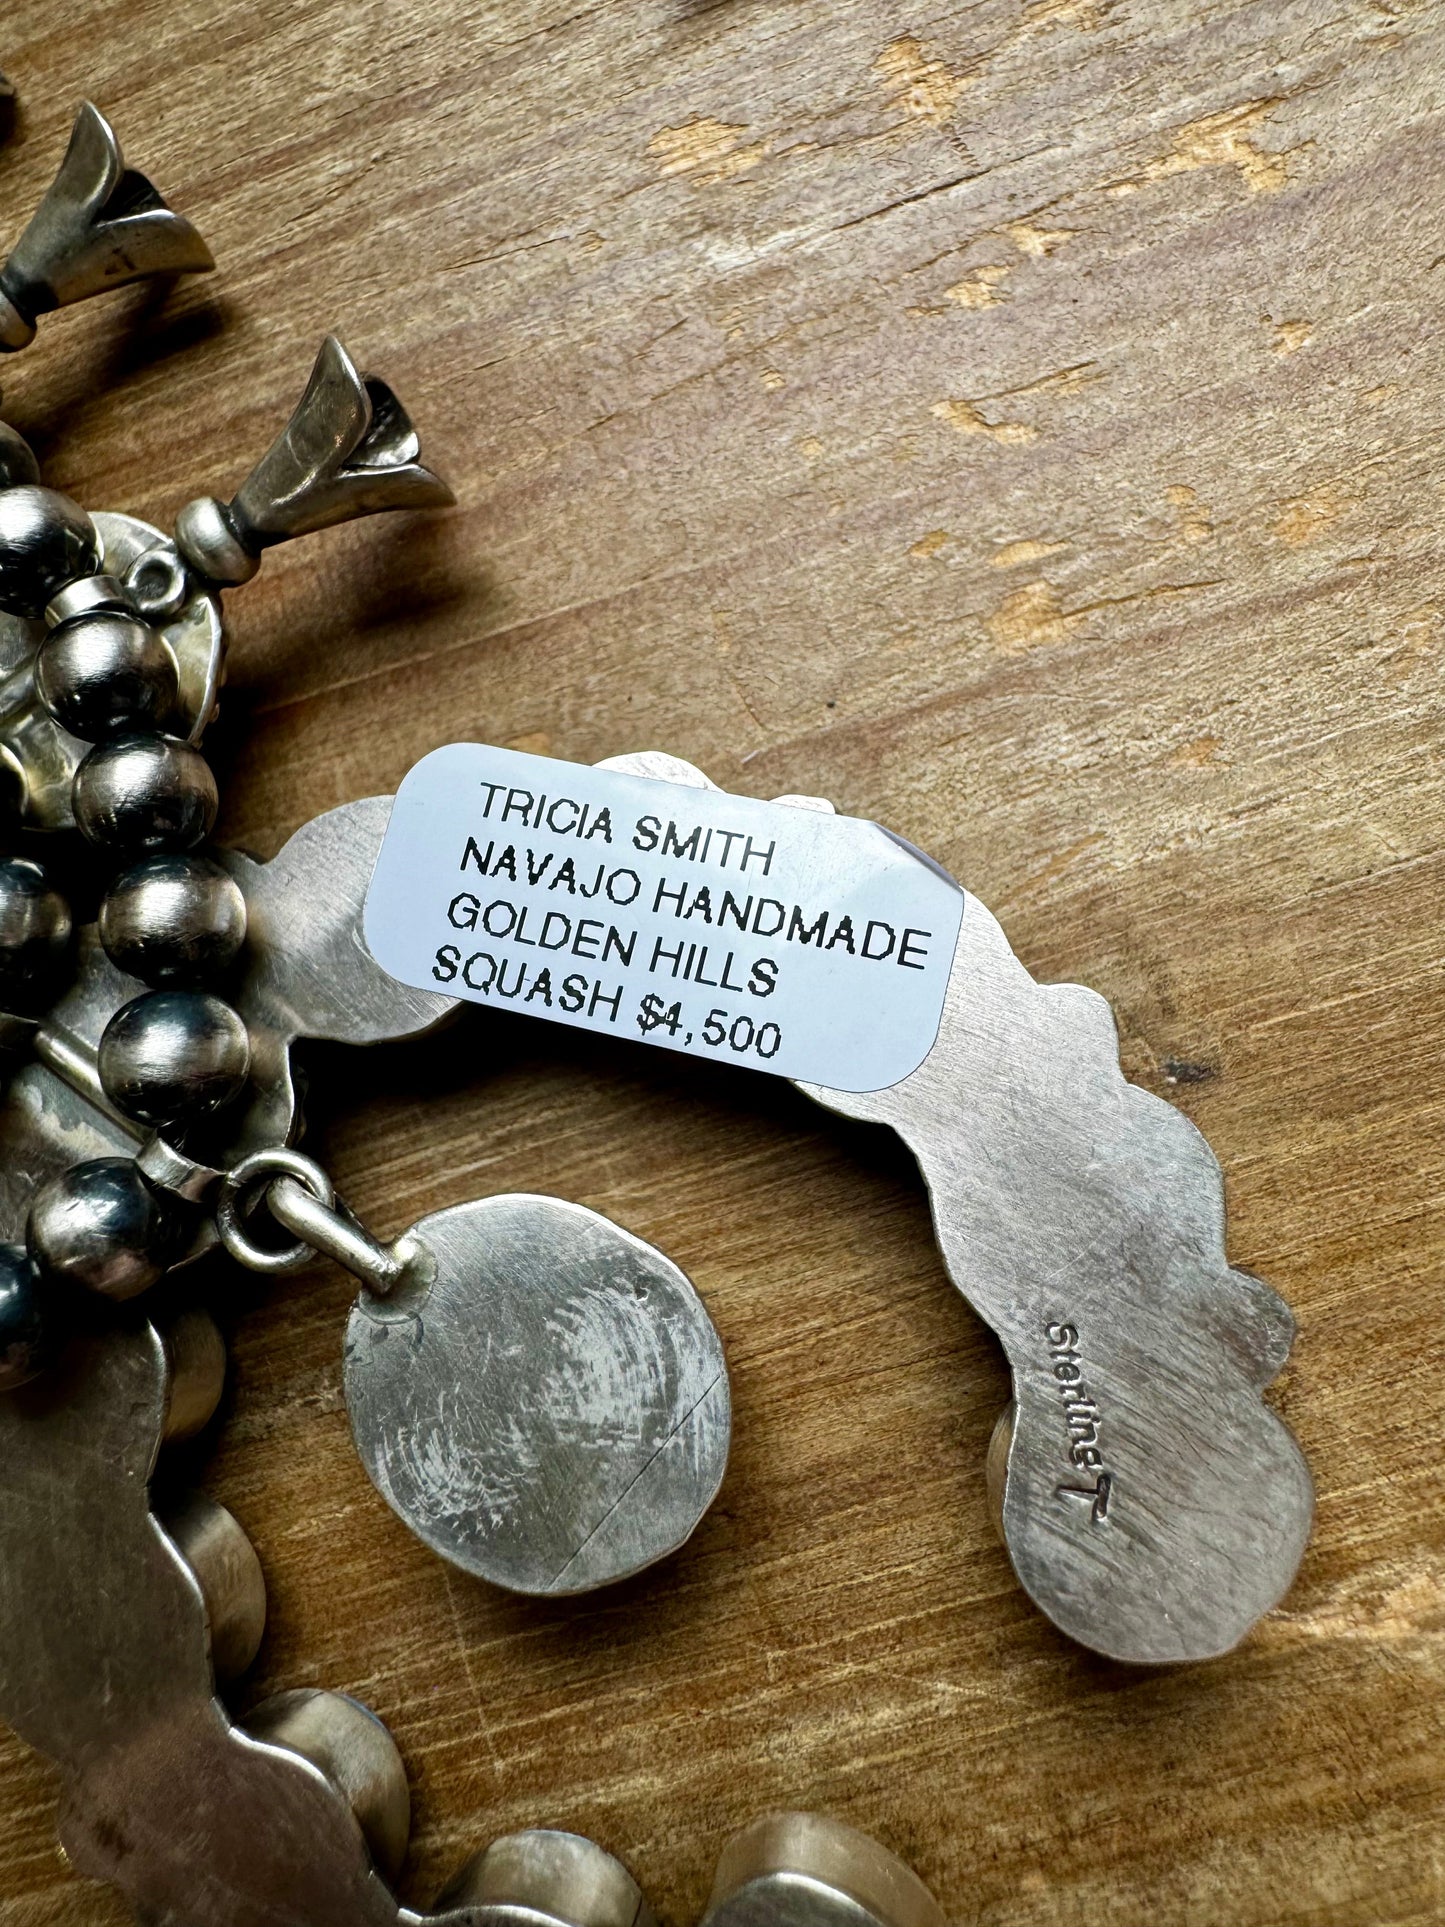 TRICIA SMITH
NAVAJO HANDMADE
GOLDEN HILLS
SQUASH $4,500
Sterling T